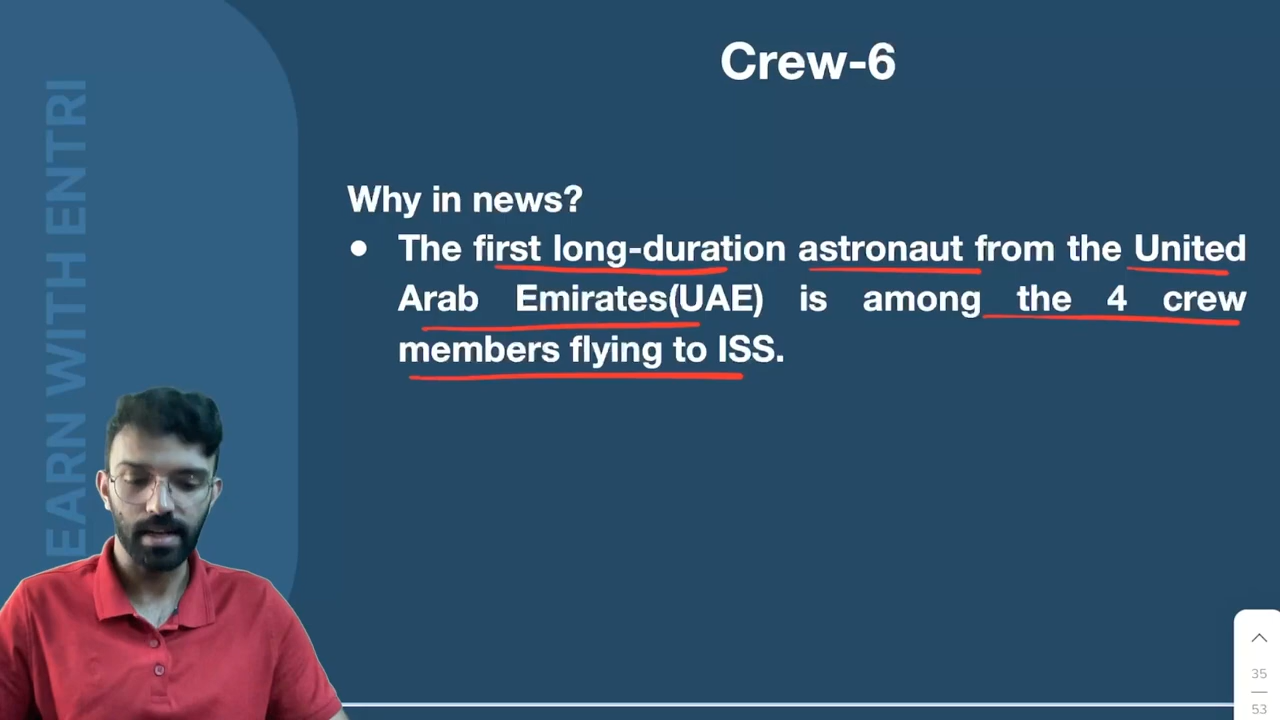 Crew-6
Why in news?
● The first long-duration astronaut from the United
Arab Emirates(UAE) is among the 4 crew
members flying to ISS.
EARN WITH ENTRI
35
53